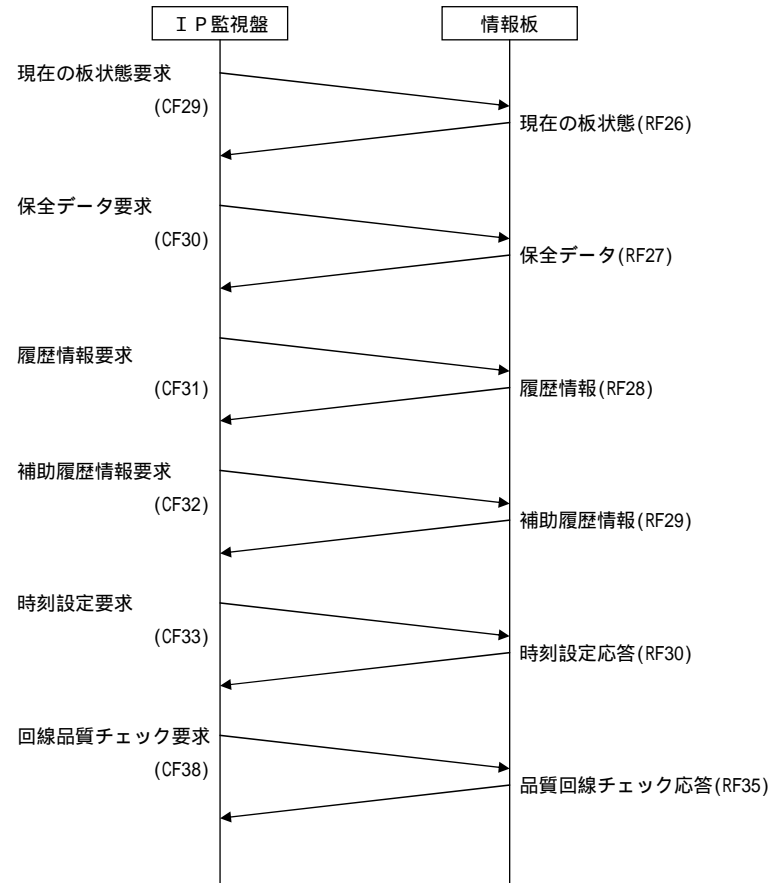 ＩＰ監視盤
情報板
現在の板状態要求
(CF29)
現在の板状態(RF26)
保全データ要求
(CF30)
保全データ(RF27)
履歴情報要求
(CF31)
履歴情報(RF28)
補助履歴情報要求
(CF32)
補助履歴情報(RF29)
時刻設定要求
(CF33)
時刻設定応答(RF30)
回線品質チェック要求
(CF38)
品質回線チェック応答(RF35)